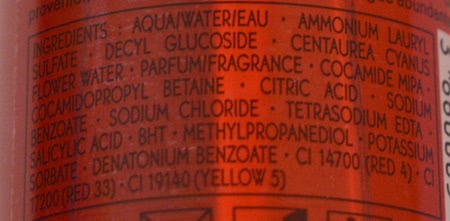 INGREDIENTS : AQUA/WATER/EAU · AMMONIUM LAURYL
SULFATE · DECYL GLUCOSIDE · CENTAUREA CYANUS
FLOWER WATER · PARFUM/FRAGRANCE · COCAMIDE MIPA ·
COCAMIDOPROPYL BETAINE · CITRIC ACID · SODIUM
BENZOATE · SODIUM CHLORIDE · TETRASODIUM EDTA ·
SALICYLIC ACID · BHT · METHYLPROPANEDIOL · POTASSIUM
SORBATE · DENATONIUM BENZOATE · CI 14700 (RED 4) · CI
17200 (RED 33) · CI 19140 (YELLOW 5)